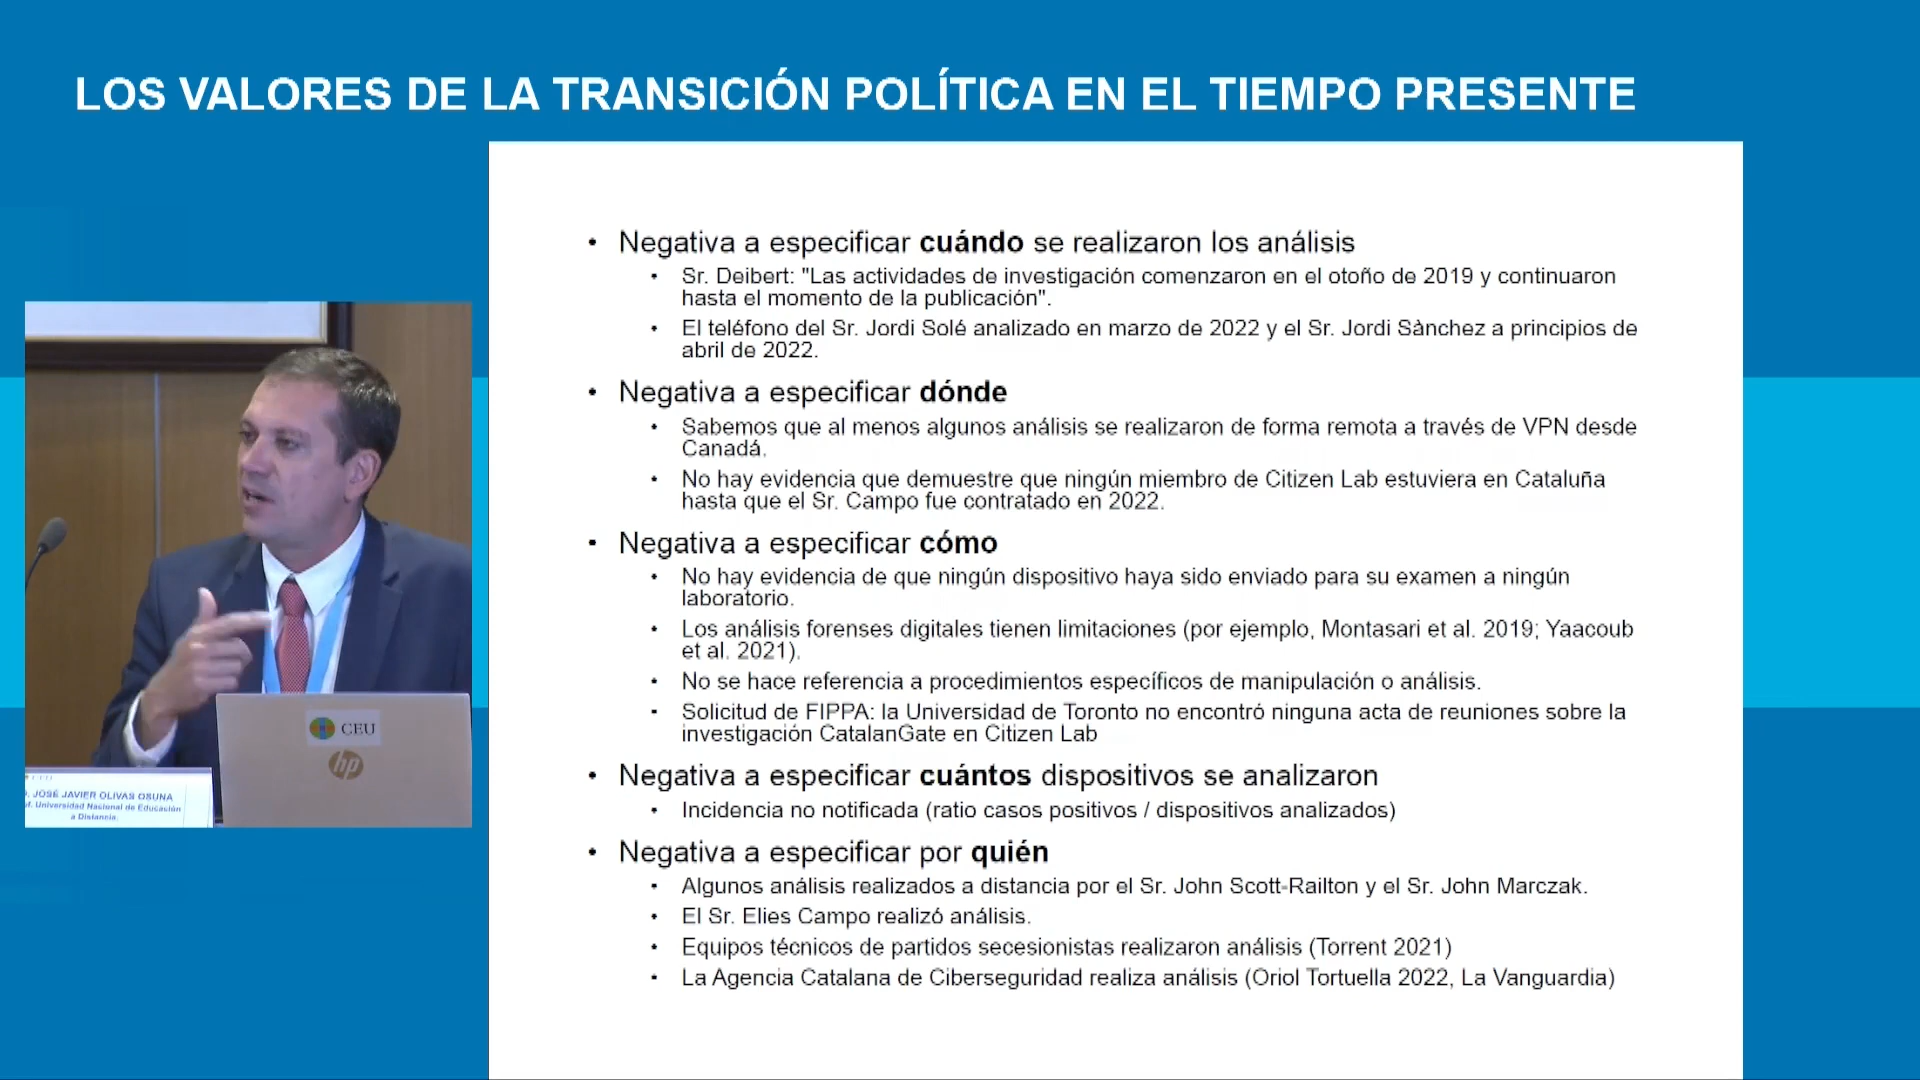 LOS VALORES DE LA TRANSICIÓN POLÍTICA EN EL TIEMPO PRESENTE
• Negativa a especificar cuándo se realizaron los análisis
• Sr. Deibert: "Las actividades de investigación comenzaron en el otoño de 2019 y continuaron
hasta el momento de la publicación".
• El teléfono del Sr. Jordi Solé analizado en marzo de 2022 y el Sr. Jordi Sànchez a principios de
abril de 2022.
• Negativa a especificar dónde
• Sabemos que al menos algunos análisis se realizaron de forma remota a través de VPN desde
Canadá.
• No hay evidencia que demuestre que ningún miembro de Citizen Lab estuviera en Cataluña
hasta que el Sr. Campo fue contratado en 2022.
• Negativa a especificar cómo
• No hay evidencia de que ningún dispositivo haya sido enviado para su examen a ningún
laboratorio.
• Los análisis forenses digitales tienen limitaciones (por ejemplo, Montasari et al. 2019; Yaacoub
et al. 2021).
• No se hace referencia a procedimientos específicos de manipulación o análisis.
- Solicitud de FIPPA: la Universidad de Toronto no encontró ninguna acta de reuniones sobre la
investigación CatalanGate en Citizen Lab
• Negativa a especificar cuántos dispositivos se analizaron
• Incidencia no notificada (ratio casos positivos / dispositivos analizados)
• Negativa a especificar por quién
• Algunos análisis realizados a distancia por el Sr. John Scott-Railton y el Sr. John Marczak.
• El Sr. Elies Campo realizó análisis.
• Equipos técnicos de partidos secesionistas realizaron análisis (Torrent 2021)
• La Agencia Catalana de Ciberseguridad realiza análisis (Oriol Tortuella 2022, La Vanguardia)
CEU
hp
JOSÉ JAVIER OLIVAS OSUNA
Universidad Nacional de Educación
a Distancia.